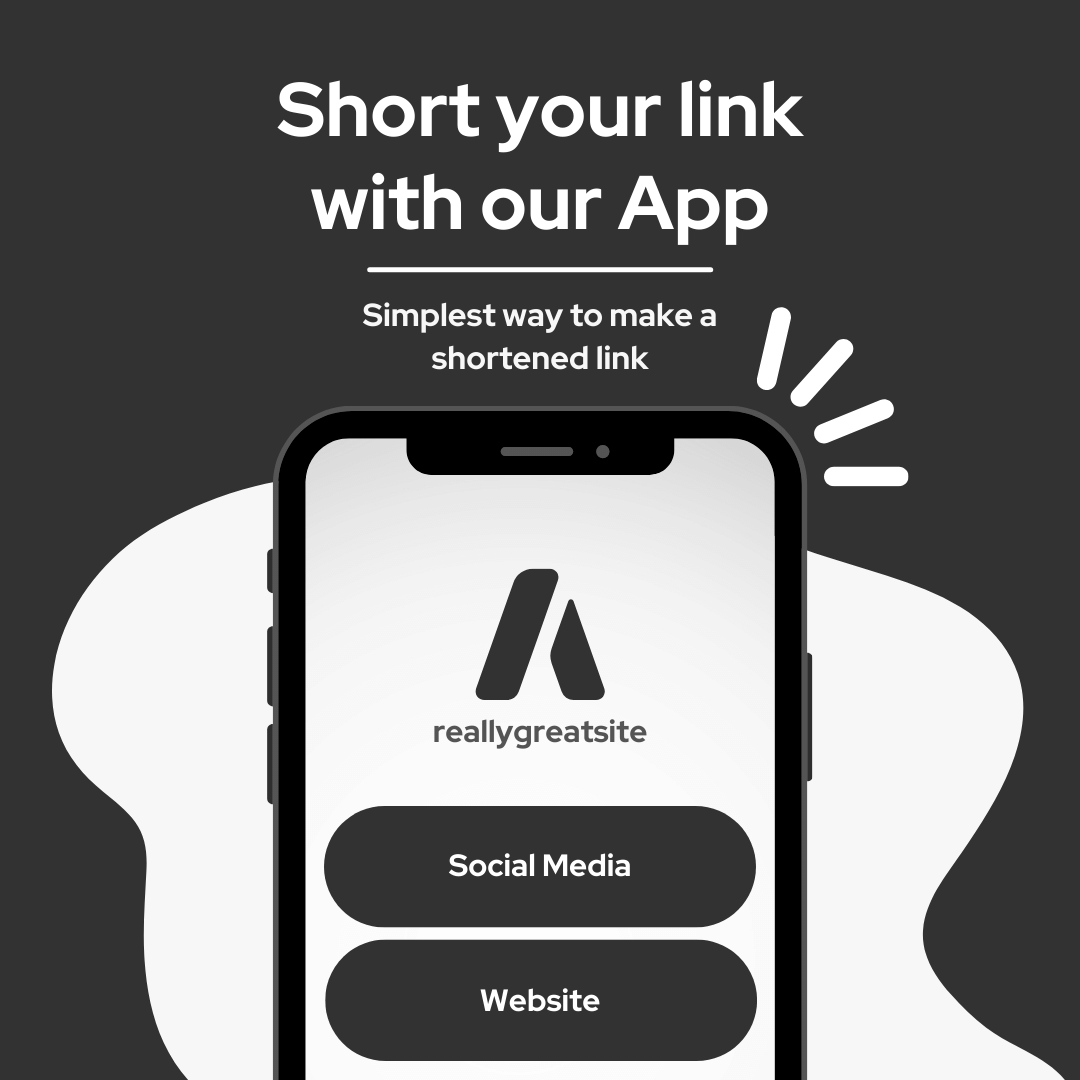 Short your link
with our App
Simplest way to make a
shortened link
reallygreatsite
Social Media
Website